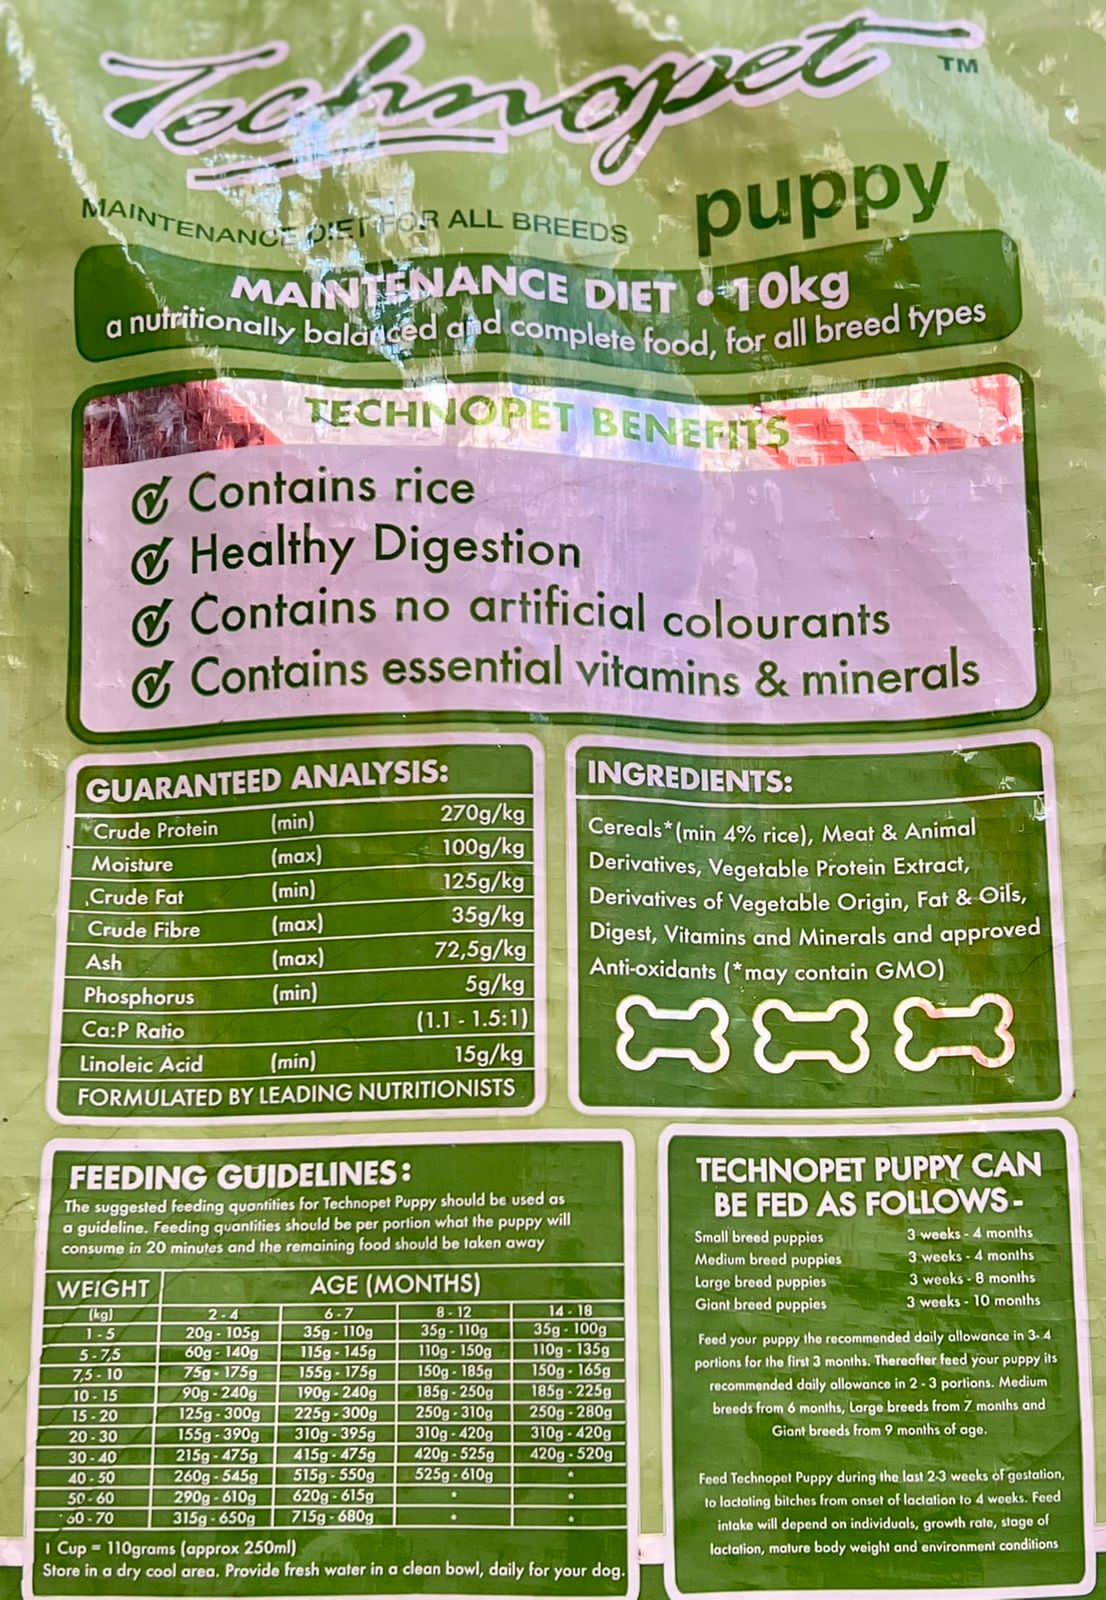 Technopet TM
puppy
MAINTENANCE DIET FOR ALL BREEDS
MAINTENANCE DIET • 10kg
a nutritionally balanced and complete food, for all breed types
TECHNOPET BENEFITS
Contains rice
Healthy Digestion
Contains no artificial colourants
Contains essential vitamins & minerals
GUARANTEED ANALYSIS:
Crude Protein (min) 270g/kg
Moisture (max) 100g/kg
Crude Fat (min) 125g/kg
Crude Fibre (max) 35g/kg
Ash (max) 72,5g/kg
Phosphorus (min) 5g/kg
Ca:P Ratio (1.1 - 1.5:1)
Linoleic Acid (min) 15g/kg
FORMULATED BY LEADING NUTRITIONISTS
INGREDIENTS:
Cereals*(min 4% rice), Meat & Animal
Derivatives, Vegetable Protein Extract,
Derivatives of Vegetable Origin, Fat & Oils,
Digest, Vitamins and Minerals and approved
Anti-oxidants (*may contain GMO)
FEEDING GUIDELINES:
The suggested feeding quantities for Technopet Puppy should be used as
a guideline. Feeding quantities should be per portion what the puppy will
consume in 20 minutes and the remaining food should be taken away
WEIGHT AGE (MONTHS)
(kg) 2 - 4 6 - 7 8 - 12 14 - 18
1 - 5 20g - 105g 35g - 110g 35g - 110g 35g - 100g
5 - 7,5 60g - 140g 115g - 145g 110g - 150g 110g - 135g
7,5 - 10 75g - 175g 155g - 175g 150g - 185g 150g - 165g
10 - 15 90g - 240g 190g - 240g 185g - 250g 185g - 225g
15 - 20 125g - 300g 225g - 300g 250g - 310g 250g - 280g
20 - 30 155g - 390g 310g - 395g 310g - 420g 310g - 420g
30 - 40 215g - 475g 415g - 475g 420g - 525g 420g - 520g
40 - 50 260g - 545g 515g - 550g 525g - 610g *
50 - 60 290g - 610g 620g - 615g * *
60 - 70 315g - 650g 715g - 680g * *
1 Cup = 110grams (approx 250ml)
Store in a dry cool area. Provide fresh water in a clean bowl, daily for your dog.
TECHNOPET PUPPY CAN
BE FED AS FOLLOWS -
Small breed puppies 3 weeks - 4 months
Medium breed puppies 3 weeks - 4 months
Large breed puppies 3 weeks - 8 months
Giant breed puppies 3 weeks - 10 months
Feed your puppy the recommended daily allowance in 3- 4
portions for the first 3 months. Thereafter feed your puppy its
recommended daily allowance in 2 - 3 portions. Medium
breeds from 6 months, Large breeds from 7 months and
Giant breeds from 9 months of age.
Feed Technopet Puppy during the last 2-3 weeks of gestation,
to lactating bitches from onset of lactation to 4 weeks. Feed
intake will depend on individuals, growth rate, stage of
lactation, mature body weight and environment conditions